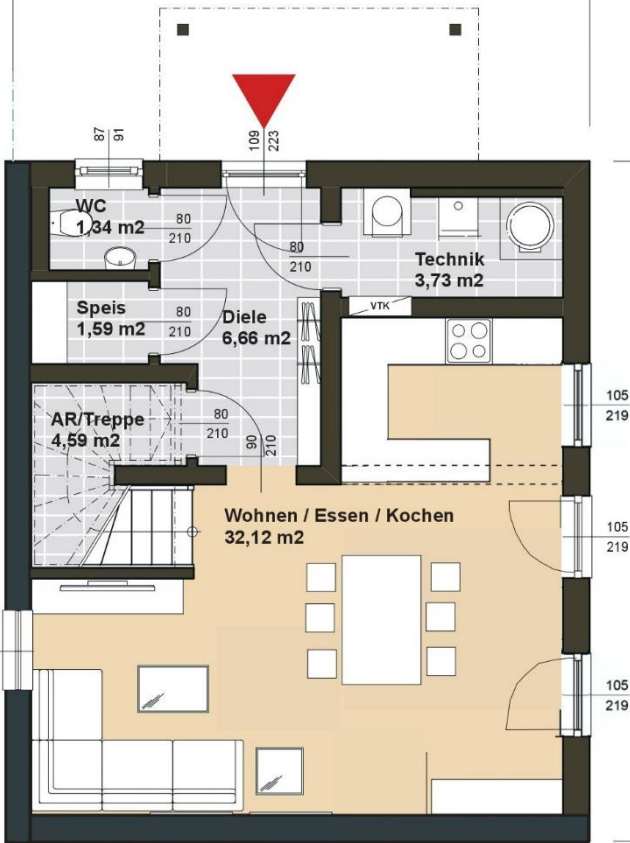 87
91
109
223
WC
1,34 m2
80
210
80
210
Technik
3,73 m2
Speis
1,59 m2
80
210
Diele
6,66 m2
VTK
AR/Treppe
4,59 m2
80
210
90
210
105
219
Wohnen / Essen / Kochen
32,12 m2
105
219
105
219